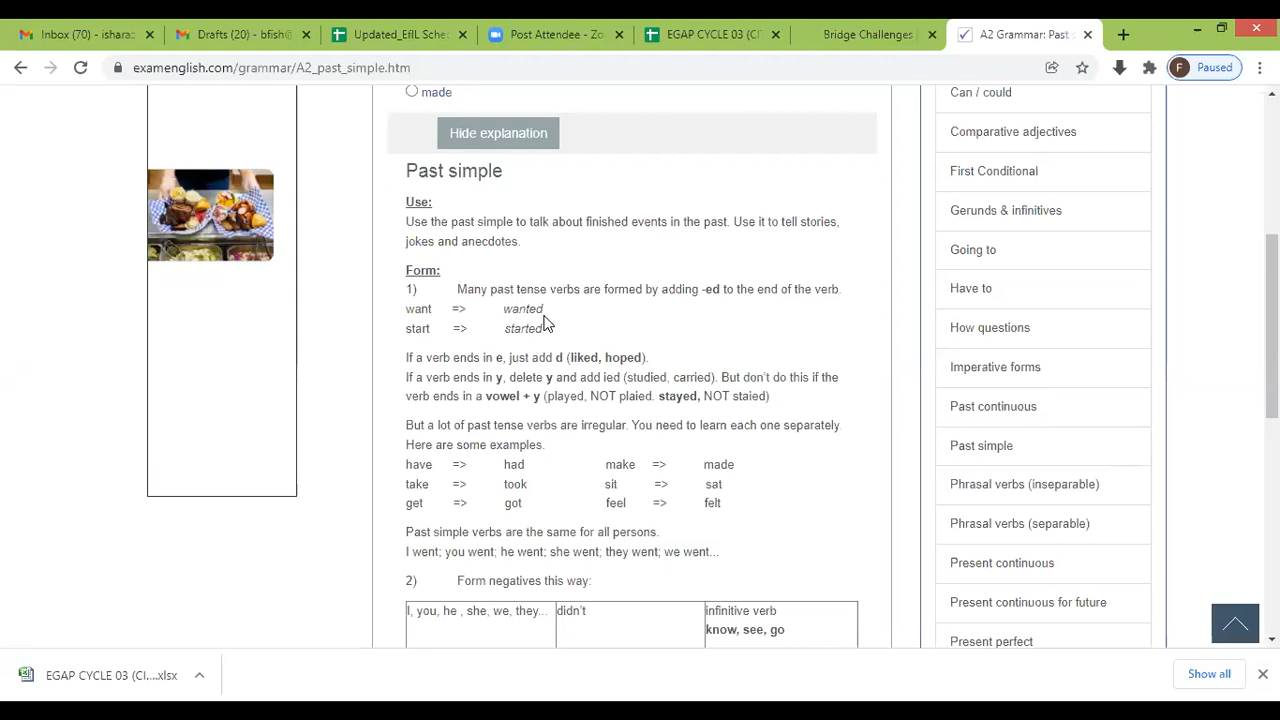 Inbox (70) - ishara:
Drafts (20) - bfish@
Updated_EfIL Sche
Post Attendee - Zo
EGAP CYCLE 03 (CI
Bridge Challenges
A2 Grammar: Past s
examenglish.com/grammar/A2_past_simple.htm
F
Paused
made
Hide explanation
Past simple
Use:
Use the past simple to talk about finished events in the past. Use it to tell stories,
jokes and anecdotes.
Form:
1) Many past tense verbs are formed by adding -ed to the end of the verb.
want => wanted
start => started
If a verb ends in e, just add d (liked, hoped).
If a verb ends in y, delete y and add ied (studied, carried). But don't do this if the
verb ends in a vowel + y (played, NOT plaied. stayed, NOT staied)
But a lot of past tense verbs are irregular. You need to learn each one separately.
Here are some examples.
have => had make => made
take => took sit => sat
get => got feel => felt
Past simple verbs are the same for all persons.
I went; you went; he went; she went; they went; we went...
2) Form negatives this way:
I, you, he , she, we, they... didn't infinitive verb
know, see, go
Can / could
Comparative adjectives
First Conditional
Gerunds & infinitives
Going to
Have to
How questions
Imperative forms
Past continuous
Past simple
Phrasal verbs (inseparable)
Phrasal verbs (separable)
Present continuous
Present continuous for future
Present perfect
EGAP CYCLE 03 (CI....xlsx
Show all